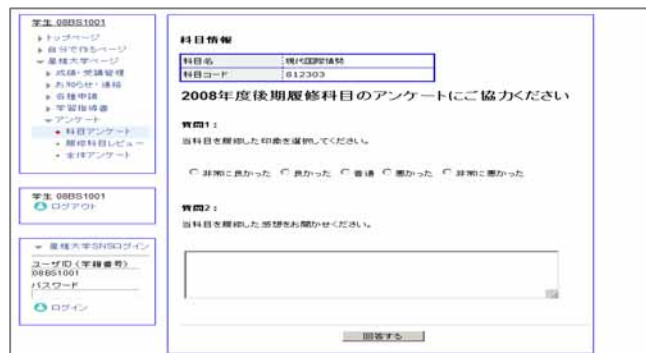 学生 08BS1001
トップページ
自分で作るページ
星槎大学ページ
成績・受講管理
お知らせ・連絡
各種申請
学習指導書
アンケート
科目アンケート
履修科目レビュー
全体アンケート
学生 08BS1001
ログアウト
星槎大学SNSログイン
ユーザID(学籍番号)
08BS1001
パスワード
ログイン
科目情報
科目名 現代国際情勢
科目コード 612303
2008年度後期履修科目のアンケートにご協力ください
質問1:
当科目を履修した印象を選択してください。
非常に良かった 良かった 普通 悪かった 非常に悪かった
質問2:
当科目を履修した感想をお聞かせください。
回答する